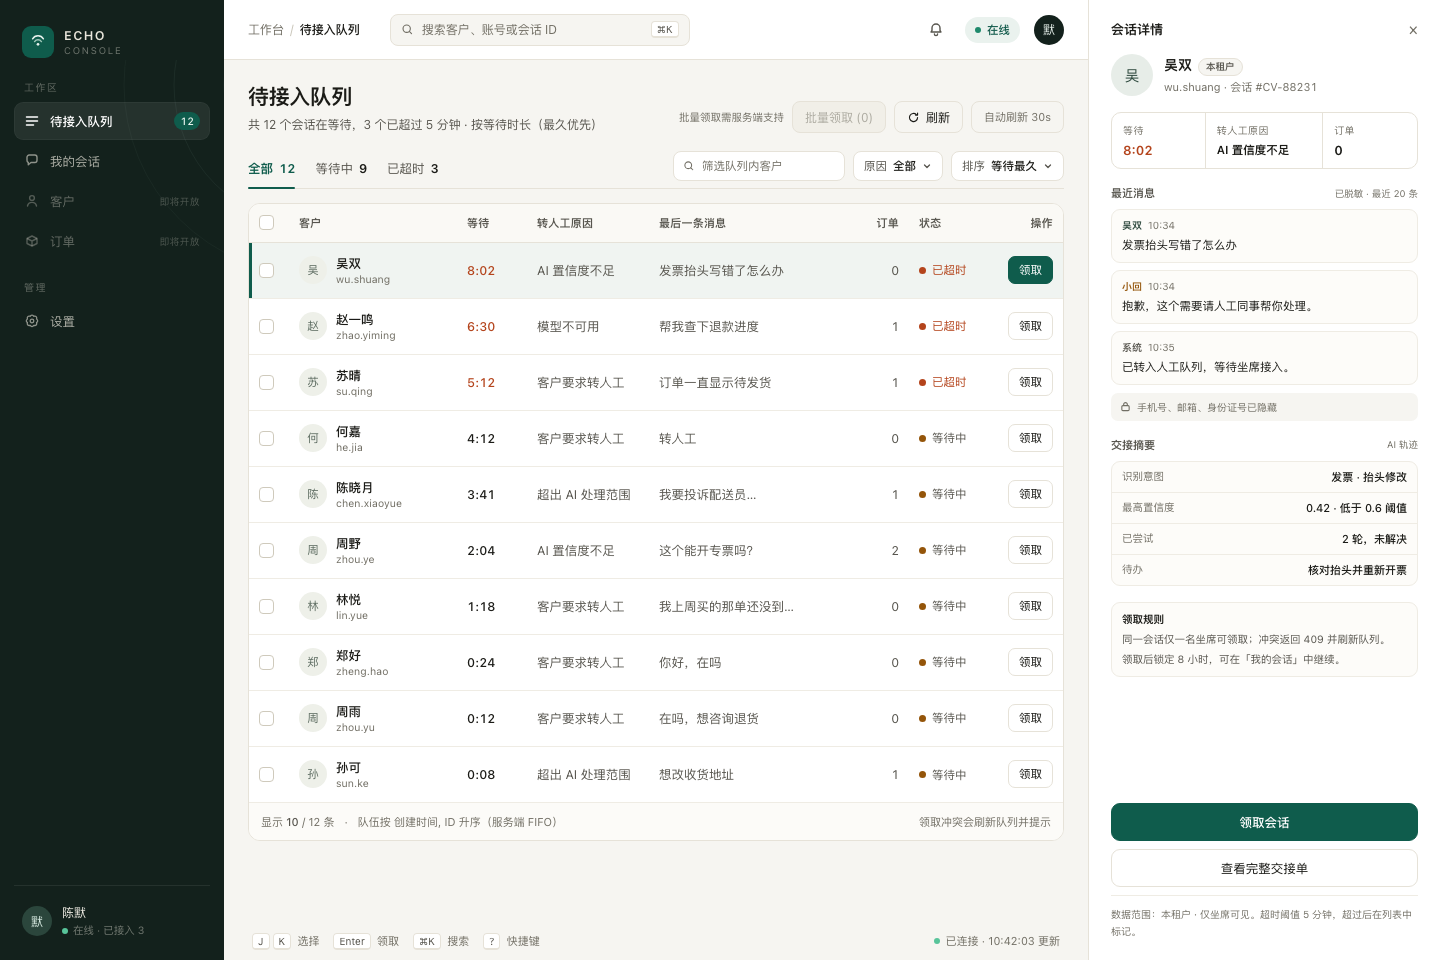 ECHO
CONSOLE
工作区
待接入队列 12
我的会话
客户 即将开放
订单 即将开放
管理
设置
默 陈默
在线 · 已接入 3
工作台 / 待接入队列
搜索客户、账号或会话 ID ⌘K
在线 默
待接入队列
共 12 个会话在等待，3 个已超过 5 分钟 · 按等待时长（最久优先）
批量领取需服务端支持 批量领取 (0) 刷新 自动刷新 30s
全部 12 等待中 9 已超时 3
筛选队列内客户 原因 全部 排序 等待最久
客户 等待 转人工原因 最后一条消息 订单 状态 操作
吴 吴双 8:02 AI 置信度不足 发票抬头写错了怎么办 0 已超时 领取
wu.shuang
赵 赵一鸣 6:30 模型不可用 帮我查下退款进度 1 已超时 领取
zhao.yiming
苏 苏晴 5:12 客户要求转人工 订单一直显示待发货 1 已超时 领取
su.qing
何 何嘉 4:12 客户要求转人工 转人工 0 等待中 领取
he.jia
陈 陈晓月 3:41 超出 AI 处理范围 我要投诉配送员... 1 等待中 领取
chen.xiaoyue
周 周野 2:04 AI 置信度不足 这个能开专票吗? 2 等待中 领取
zhou.ye
林 林悦 1:18 客户要求转人工 我上周买的那单还没到... 0 等待中 领取
lin.yue
郑 郑好 0:24 客户要求转人工 你好，在吗 0 等待中 领取
zheng.hao
周 周雨 0:12 客户要求转人工 在吗，想咨询退货 0 等待中 领取
zhou.yu
孙 孙可 0:08 超出 AI 处理范围 想改收货地址 1 等待中 领取
sun.ke
显示 10 / 12 条 · 队伍按 创建时间, ID 升序（服务端 FIFO） 领取冲突会刷新队列并提示
J K 选择 Enter 领取 ⌘K 搜索 ? 快捷键 已连接 · 10:42:03 更新
会话详情
吴 吴双 本租户
wu.shuang · 会话 #CV-88231
等待 转人工原因 订单
8:02 AI 置信度不足 0
最近消息 已脱敏 · 最近 20 条
吴双 10:34
发票抬头写错了怎么办
小回 10:34
抱歉，这个需要请人工同事帮你处理。
系统 10:35
已转入人工队列，等待坐席接入。
手机号、邮箱、身份证号已隐藏
交接摘要 AI 轨迹
识别意图 发票 · 抬头修改
最高置信度 0.42 · 低于 0.6 阈值
已尝试 2 轮，未解决
待办 核对抬头并重新开票
领取规则
同一会话仅一名坐席可领取；冲突返回 409 并刷新队列。
领取后锁定 8 小时，可在「我的会话」中继续。
领取会话
查看完整交接单
数据范围：本租户 · 仅坐席可见。超时阈值 5 分钟，超过后在列表中
标记。